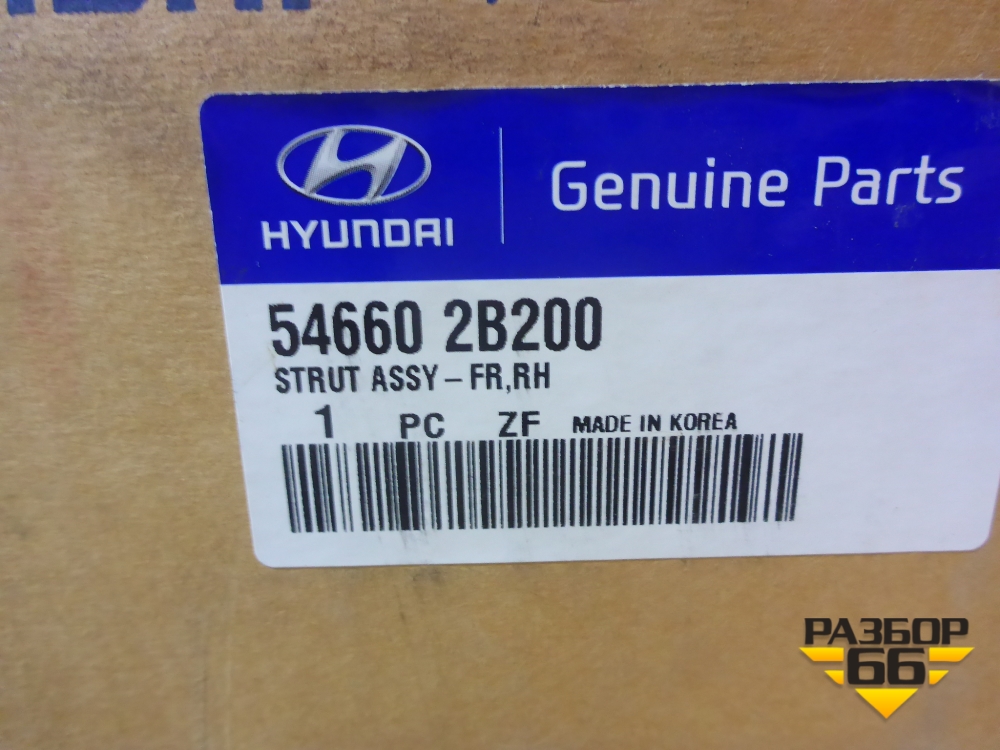 HYUNDAI
Genuine Parts
54660 2B200
STRUT ASSY - FR,RH
1 PC ZF MADE IN KOREA
РАЗБОР
66